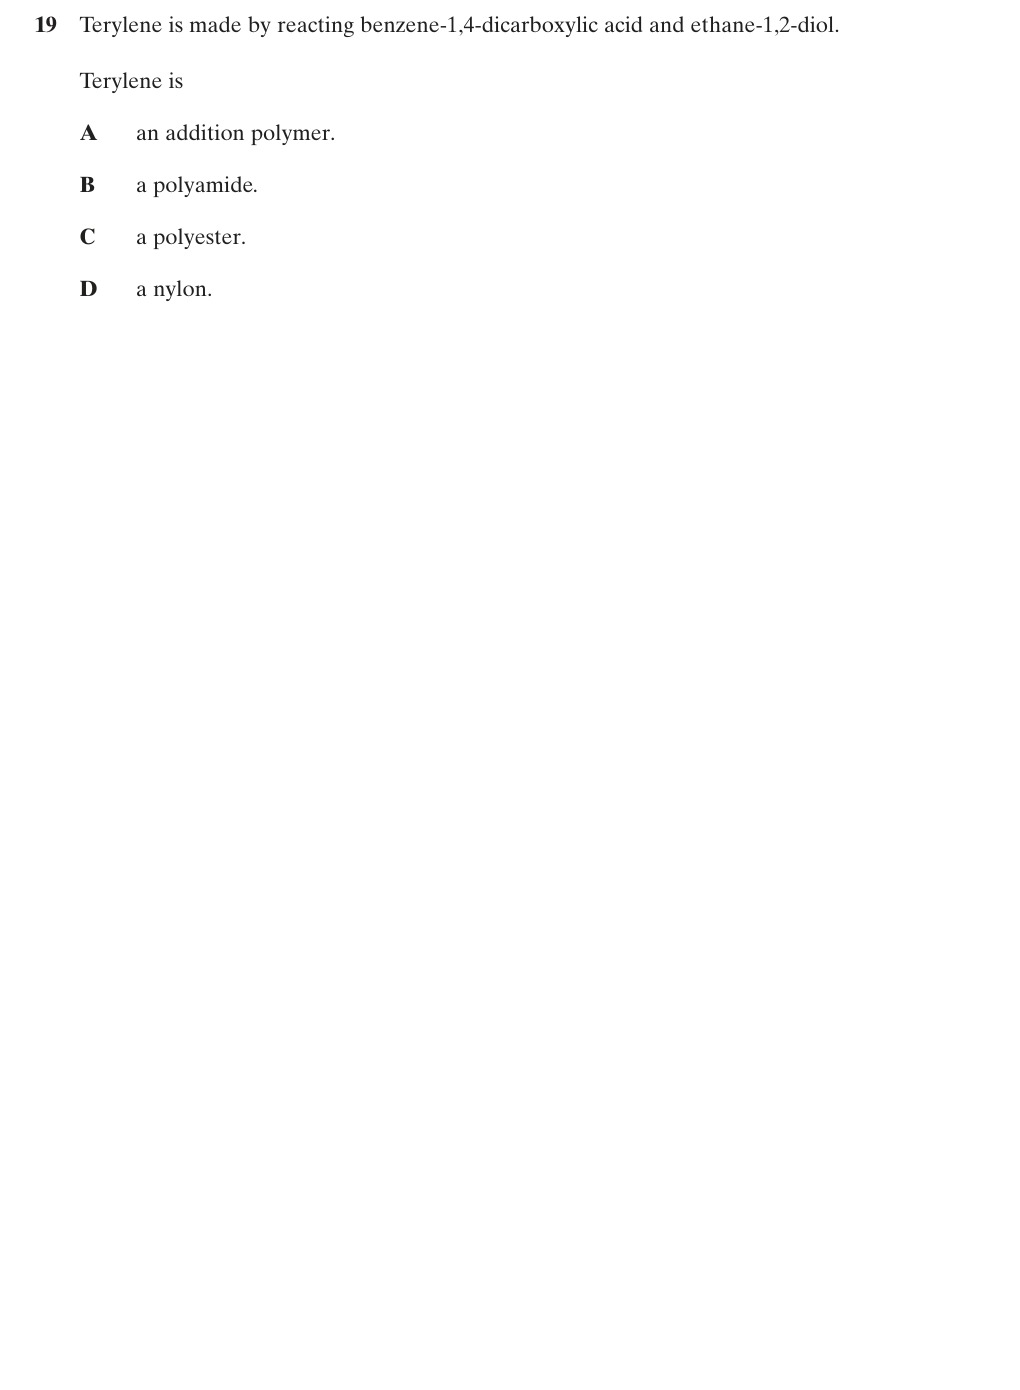 19 Terylene is made by reacting benzene-1,4-dicarboxylic acid and ethane-1,2-diol.
Terylene is
A an addition polymer.
B a polyamide.
C a polyester.
D a nylon.